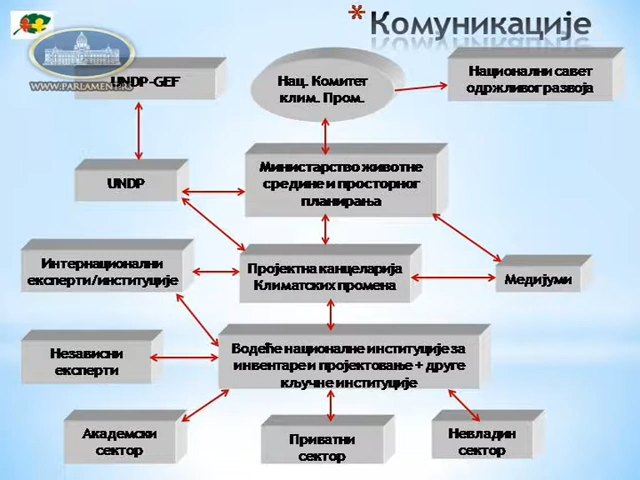 * Комуникације
UNDP-GEF
WWW.PARLAMENT.RS
Нац. Комитет
клим. Пром.
Национални савет
одрживог развоја
UNDP
Министарство животне
средине и просторног
планирања
Интернационални
експерти/институције
Пројектна канцеларија
Климатских промена
Медијуми
Независни
експерти
Водеће националне институције за
инвентаре и пројектовање + друге
кључне институције
Академски
сектор
Приватни
сектор
Невладин
сектор